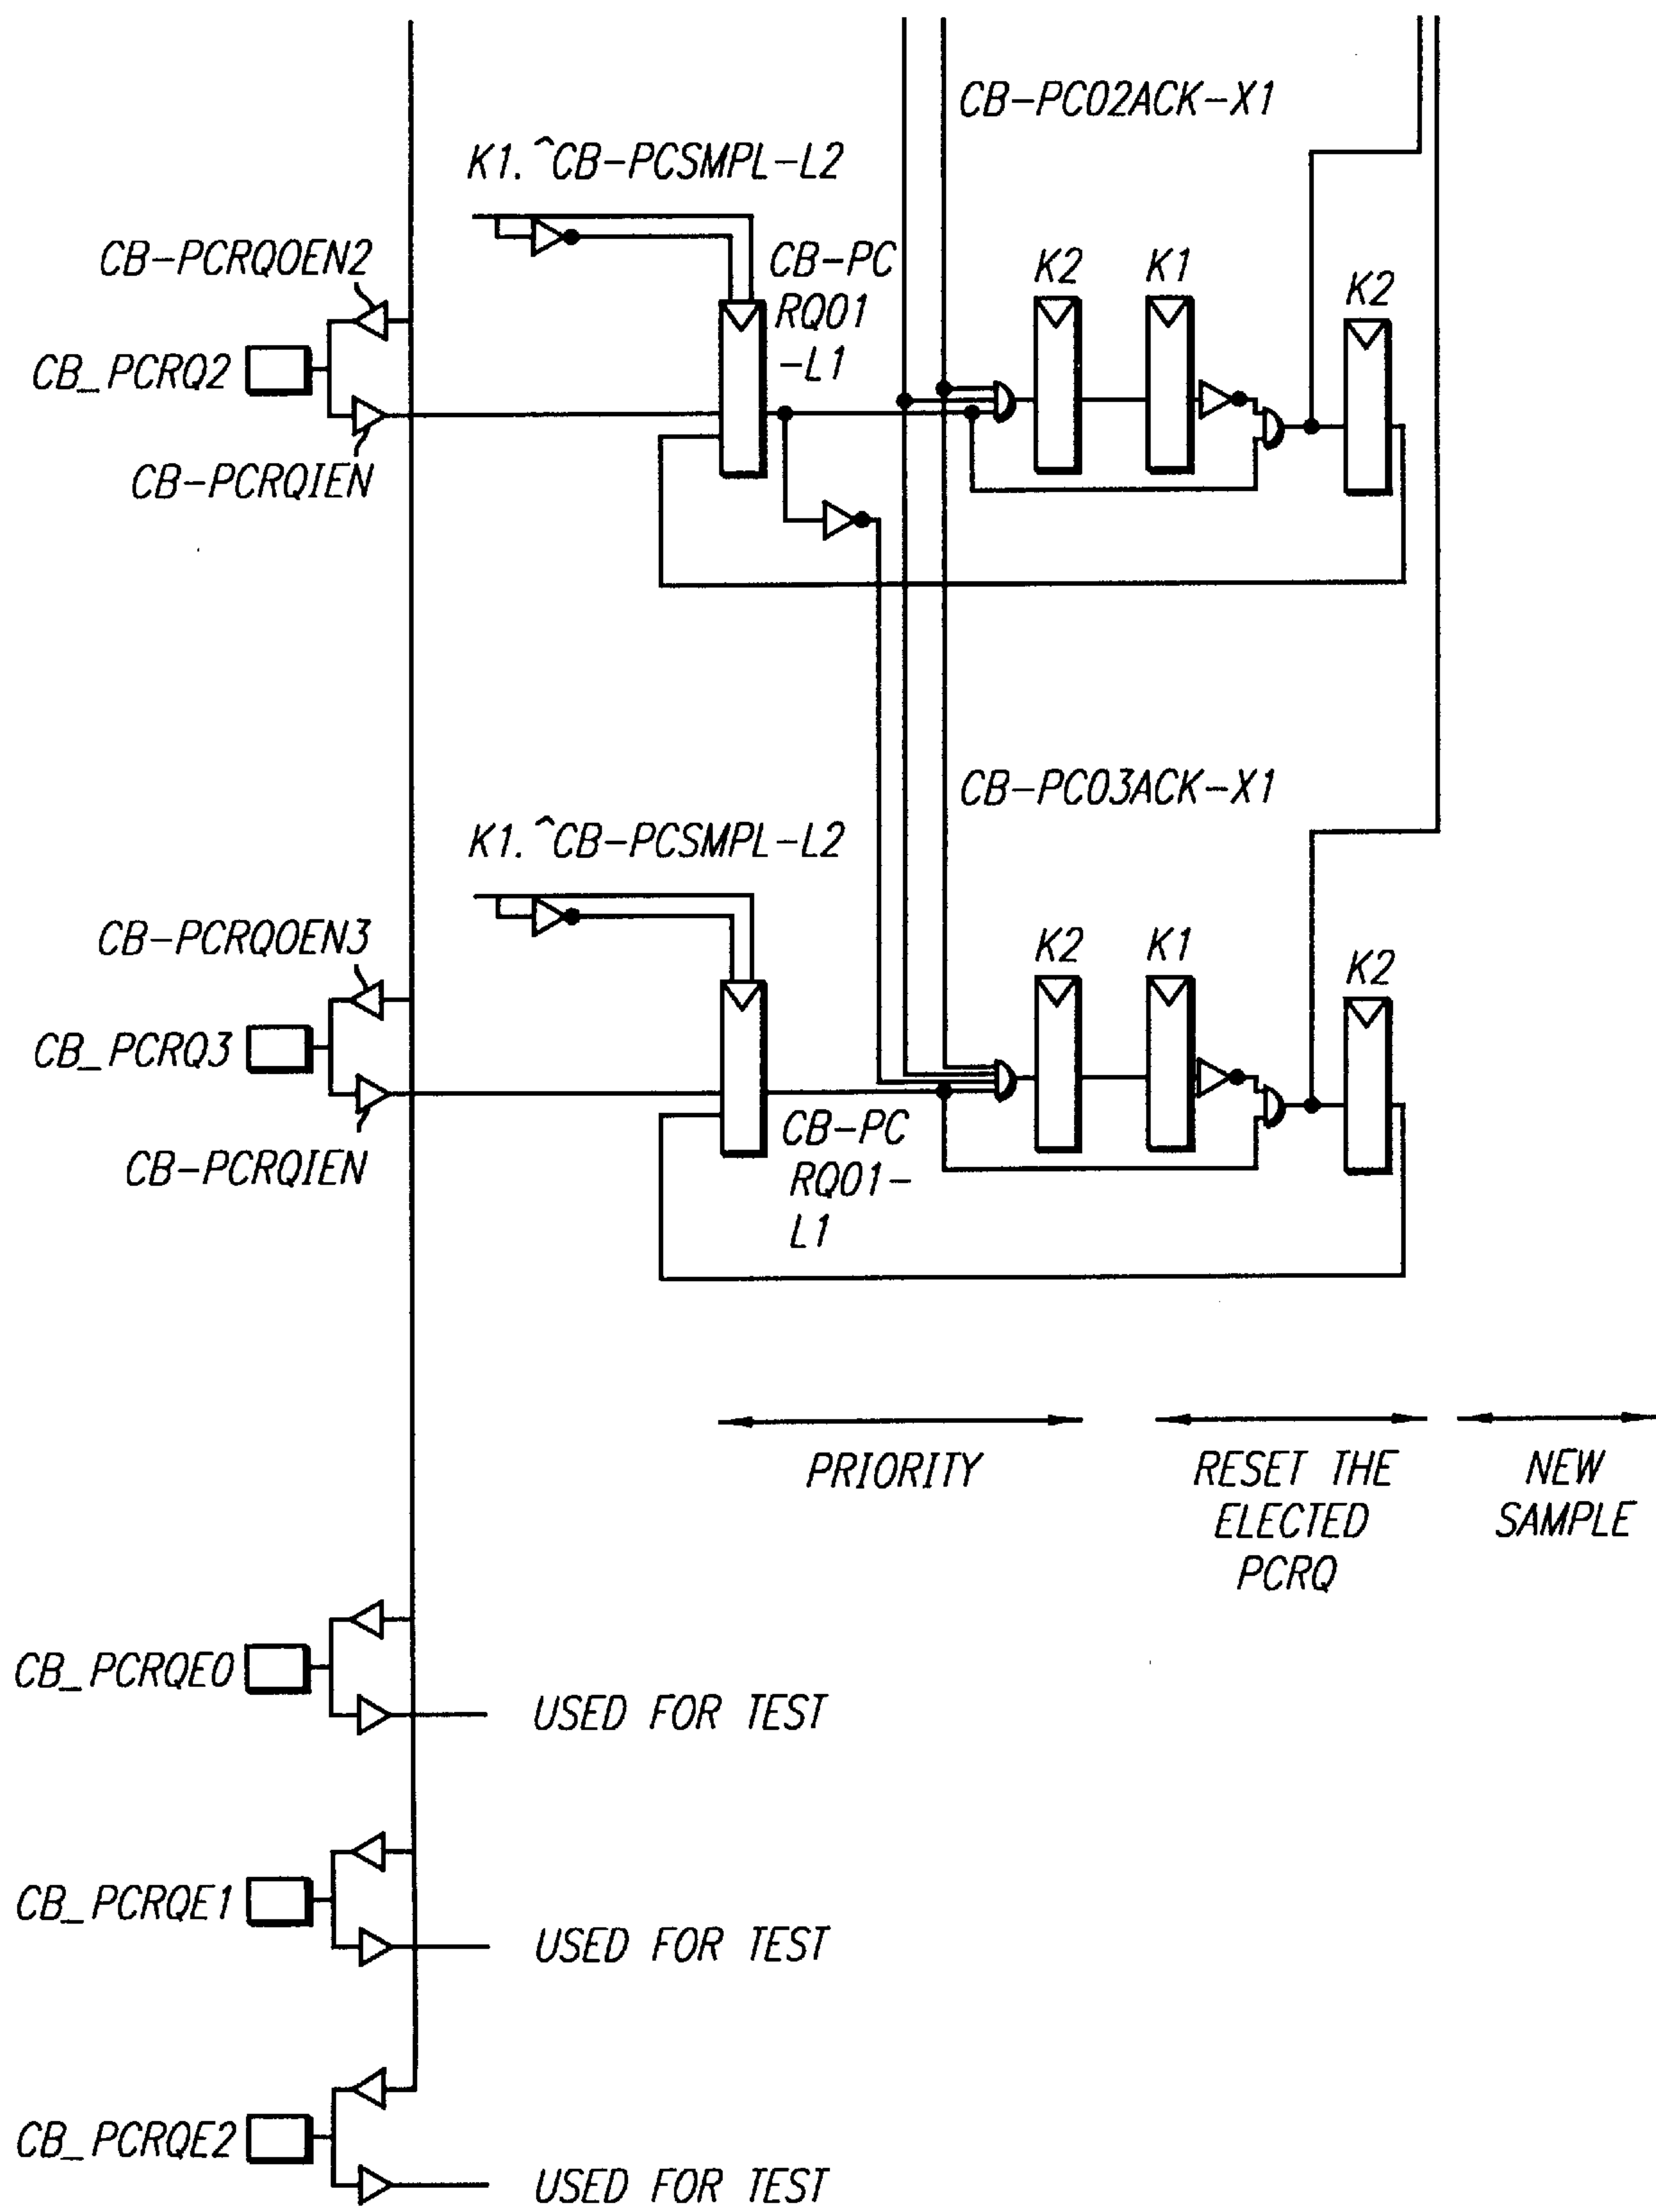 CB-PC02ACK-X1
K1.^CB-PCSMPL-L2
CB-PCRQOEN2
CB-PC
RQ01
-L1
K2
K1
K2
CB_PCRQ2
CB-PCRQIEN
CB-PC03ACK-X1
K1.^CB-PCSMPL-L2
CB-PCRQOEN3
K2
K1
K2
CB_PCRQ3
CB-PCRQIEN
CB-PC
RQ01-
L1
PRIORITY
RESET THE
ELECTED
PCRQ
NEW
SAMPLE
CB_PCRQE0
USED FOR TEST
CB_PCRQE1
USED FOR TEST
CB_PCRQE2
USED FOR TEST